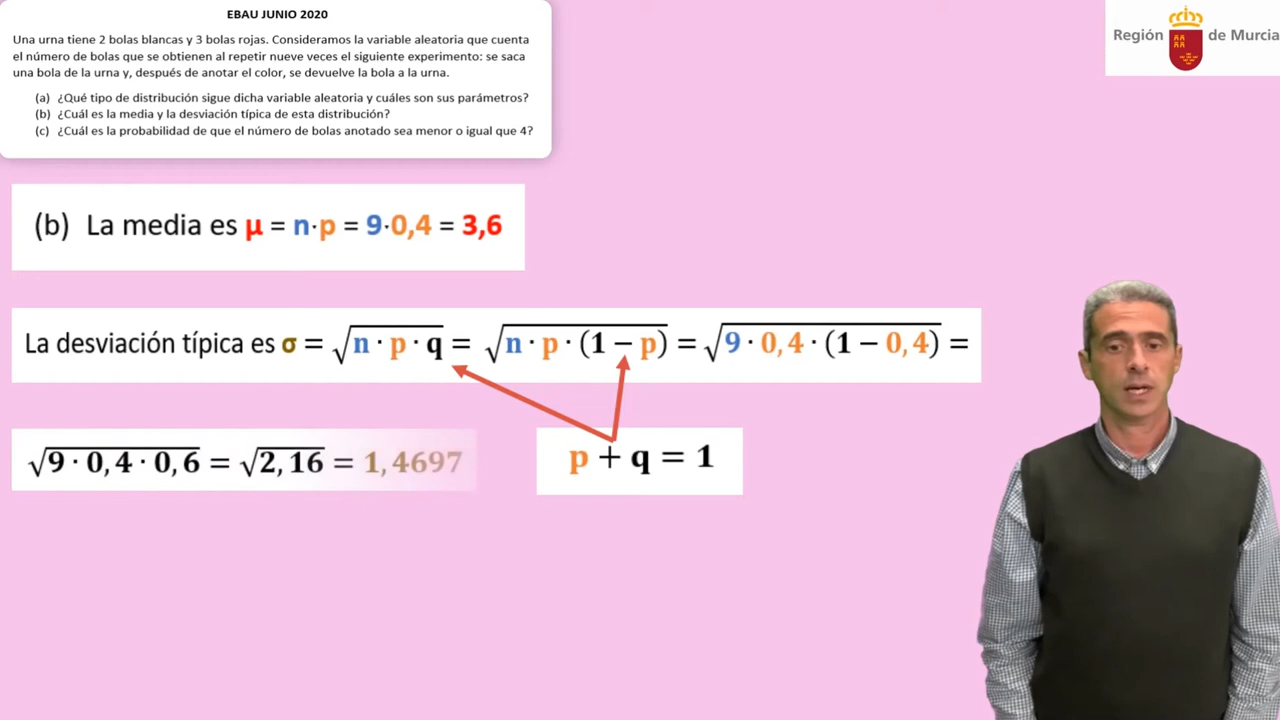 EBAU JUNIO 2020
Una urna tiene 2 bolas blancas y 3 bolas rojas. Consideramos la variable aleatoria que cuenta
el número de bolas que se obtienen al repetir nueve veces el siguiente experimento: se saca
una bola de la urna y, después de anotar el color, se devuelve la bola a la urna.
(a) ¿Qué tipo de distribución sigue dicha variable aleatoria y cuáles son sus parámetros?
(b) ¿Cuál es la media y la desviación típica de esta distribución?
(c) ¿Cuál es la probabilidad de que el número de bolas anotado sea menor o igual que 4?
Región de Murcia
(b) La media es μ = n·p = 9·0,4 = 3,6
La desviación típica es σ = √n · p · q = √n · p · (1 − p) = √9 · 0,4 · (1 − 0,4) =
√9 · 0,4 · 0,6 = √2,16 = 1,4697
p + q = 1